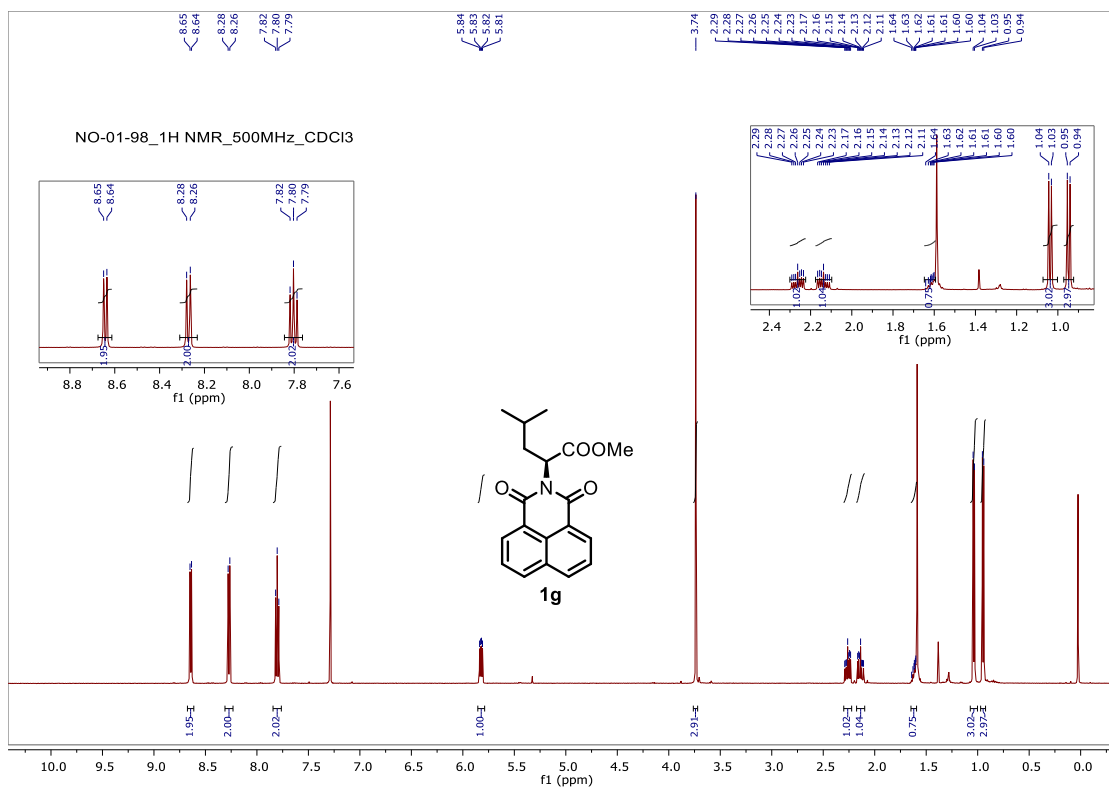 8.65 8.64 8.28 8.26 7.82 7.80 7.79 5.84 5.83 5.82 5.81 3.74 2.29 2.28 2.27 2.26 2.25 2.24 2.23 2.17 2.16 2.15 2.14 2.13 2.12 2.11 1.64 1.63 1.62 1.61 1.61 1.60 1.60 1.04 1.03 0.95 0.94
NO-01-98_1H NMR_500MHz_CDCl3
8.65 8.64 8.28 8.26 7.82 7.80 7.79
1.95 2.00 2.02
8.8 8.6 8.4 8.2 8.0 7.8 7.6
f1 (ppm)
2.29 2.28 2.27 2.26 2.25 2.24 2.23 2.17 2.16 2.15 2.14 2.13 2.12 2.11 1.64 1.63 1.62 1.61 1.61 1.60 1.60 1.04 1.03 0.95 0.94
1.02 1.04 0.75 3.02 2.97
2.4 2.2 2.0 1.8 1.6 1.4 1.2 1.0
f1 (ppm)
COOMe
O N O
1g
1.95 2.00 2.02 1.00 2.91 1.02 1.04 0.75 3.02 2.97
10.0 9.5 9.0 8.5 8.0 7.5 7.0 6.5 6.0 5.5 5.0 4.5 4.0 3.5 3.0 2.5 2.0 1.5 1.0 0.5 0.0
f1 (ppm)